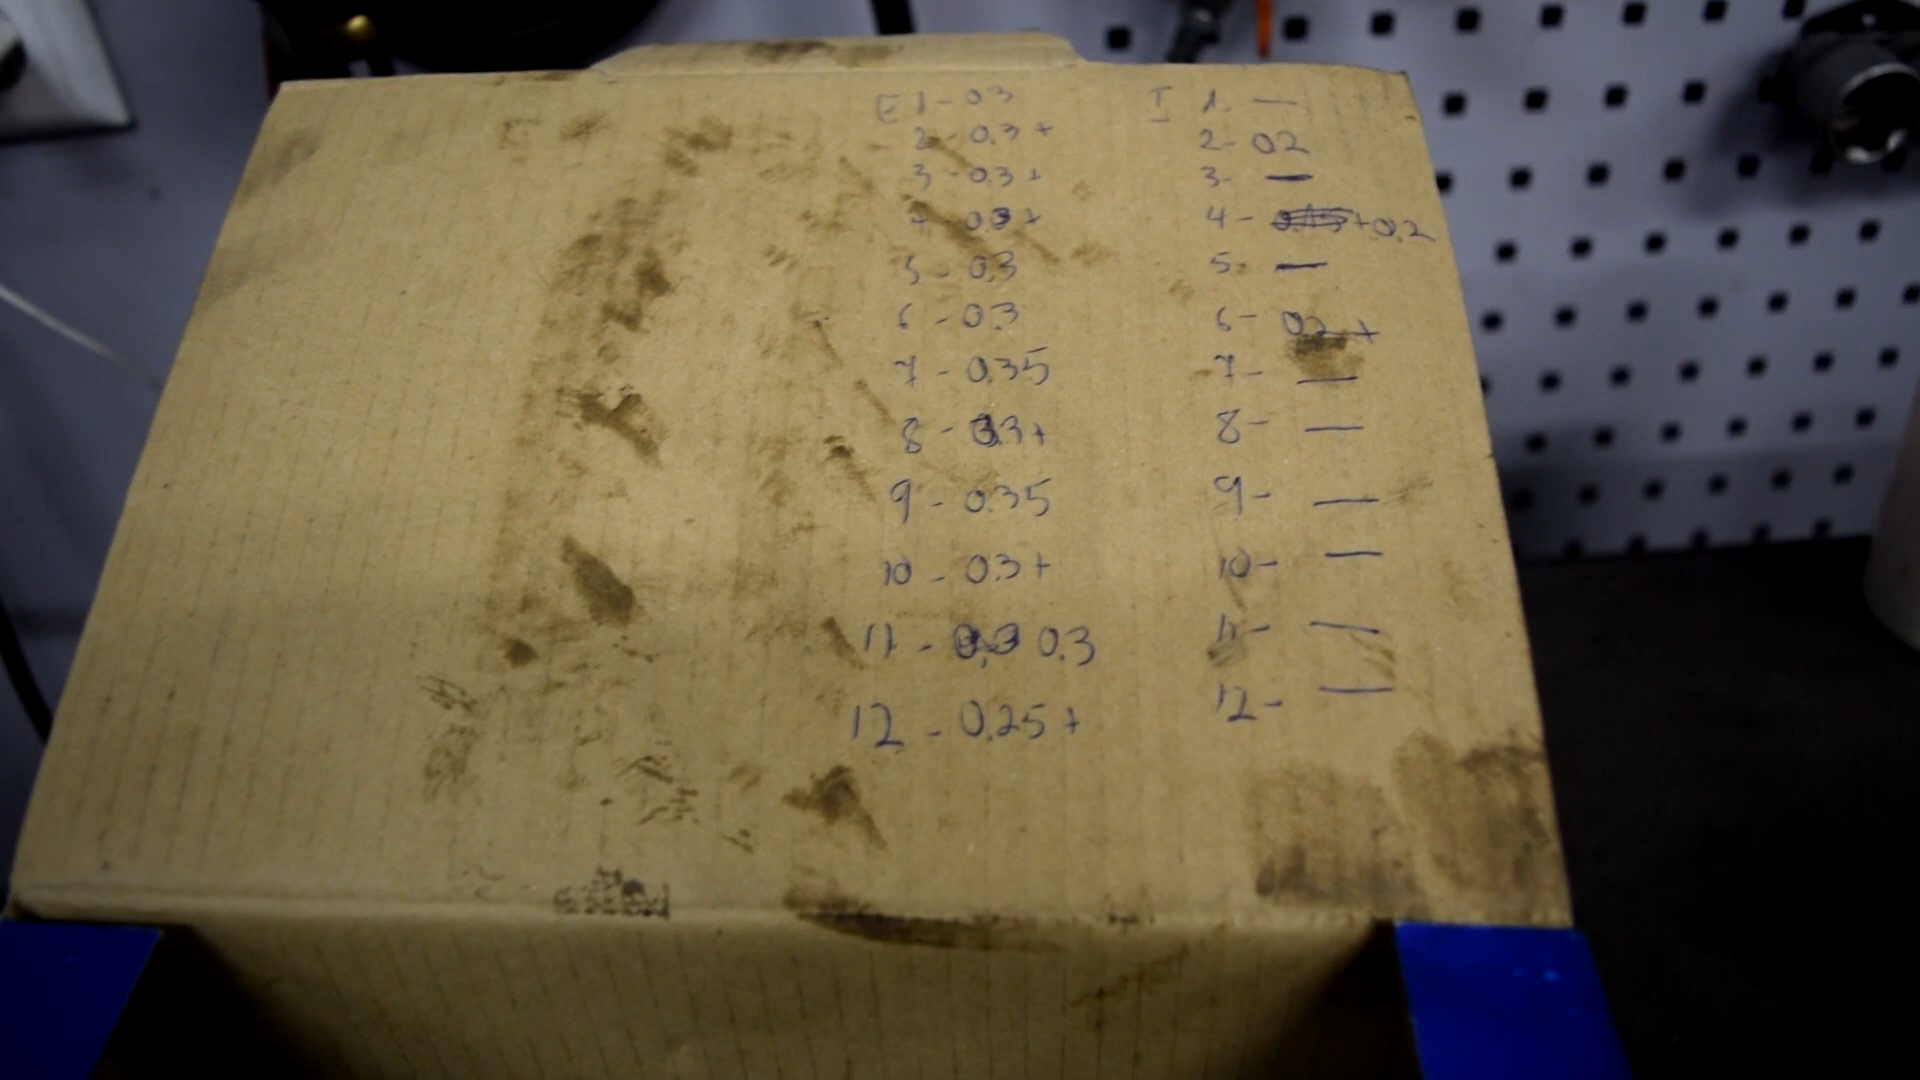 E 1 - 0.3
2 - 0.3 +
3 - 0.3 +
4 - 0.3 +
5 - 0.3
6 - 0.3
7 - 0.35
8 - 0.3 +
9 - 0.35
10 - 0.3 +
11 - 0.3 0.3
12 - 0.25 +
I 1. —
2 - 0.2
3 - —
4 - + 0.2
5 - —
6 - 0.2 +
7 - —
8 - —
9 - —
10 - —
11 - —
12 - —